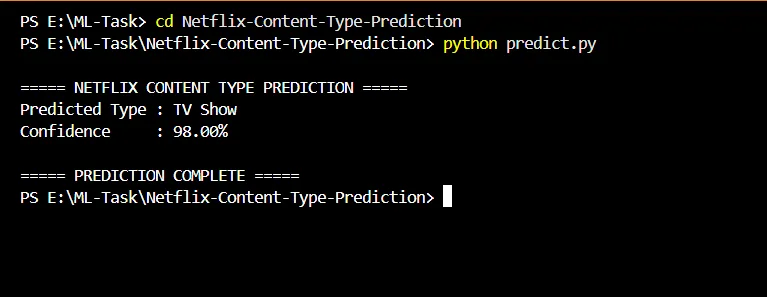 PS E:\ML-Task> cd Netflix-Content-Type-Prediction
PS E:\ML-Task\Netflix-Content-Type-Prediction> python predict.py
===== NETFLIX CONTENT TYPE PREDICTION =====
Predicted Type : TV Show
Confidence     : 98.00%
===== PREDICTION COMPLETE =====
PS E:\ML-Task\Netflix-Content-Type-Prediction>